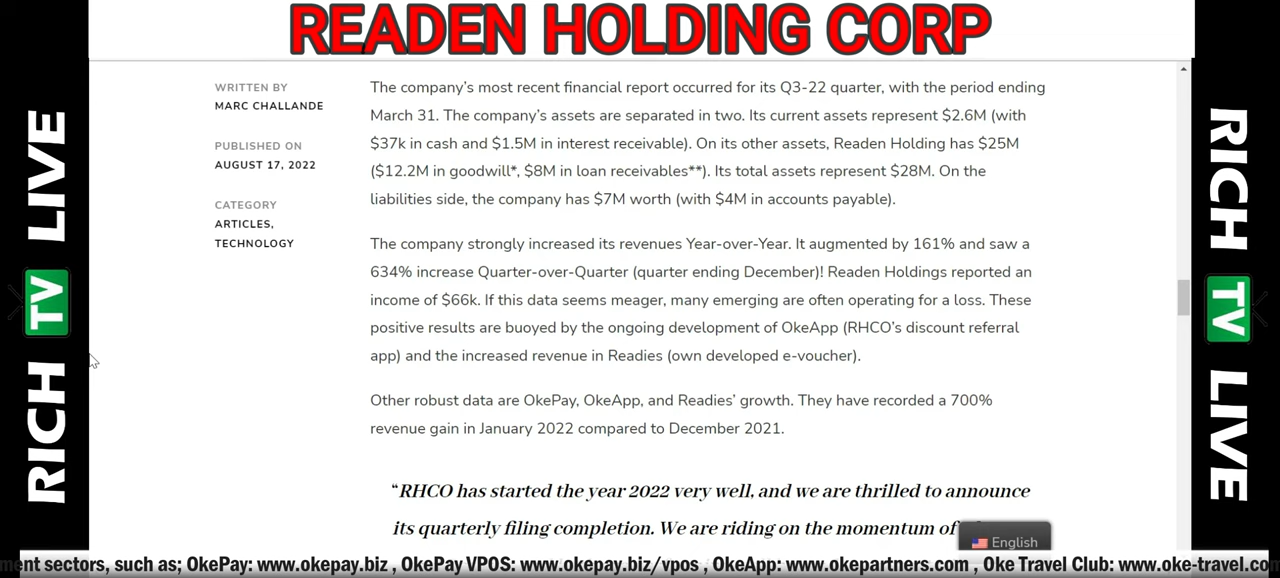 READEN HOLDING CORP
WRITTEN BY
MARC CHALLANDE
PUBLISHED ON
AUGUST 17, 2022
CATEGORY
ARTICLES,
TECHNOLOGY
The company's most recent financial report occurred for its Q3-22 quarter, with the period ending
March 31. The company's assets are separated in two. Its current assets represent $2.6M (with
$37k in cash and $1.5M in interest receivable). On its other assets, Readen Holding has $25M
($12.2M in goodwill*, $8M in loan receivables**). Its total assets represent $28M. On the
liabilities side, the company has $7M worth (with $4M in accounts payable).
The company strongly increased its revenues Year-over-Year. It augmented by 161% and saw a
634% increase Quarter-over-Quarter (quarter ending December)! Readen Holdings reported an
income of $66k. If this data seems meager, many emerging are often operating for a loss. These
positive results are buoyed by the ongoing development of OkeApp (RHCO's discount referral
app) and the increased revenue in Readies (own developed e-voucher).
Other robust data are OkePay, OkeApp, and Readies' growth. They have recorded a 700%
revenue gain in January 2022 compared to December 2021.
“RHCO has started the year 2022 very well, and we are thrilled to announce
its quarterly filing completion. We are riding on the momentum of
English
RICH TV LIVE
RICH TV LIVE
ment sectors, such as; OkePay: www.okepay.biz , OkePay VPOS: www.okepay.biz/vpos , OkeApp: www.okepartners.com , Oke Travel Club: www.oke-travel.co